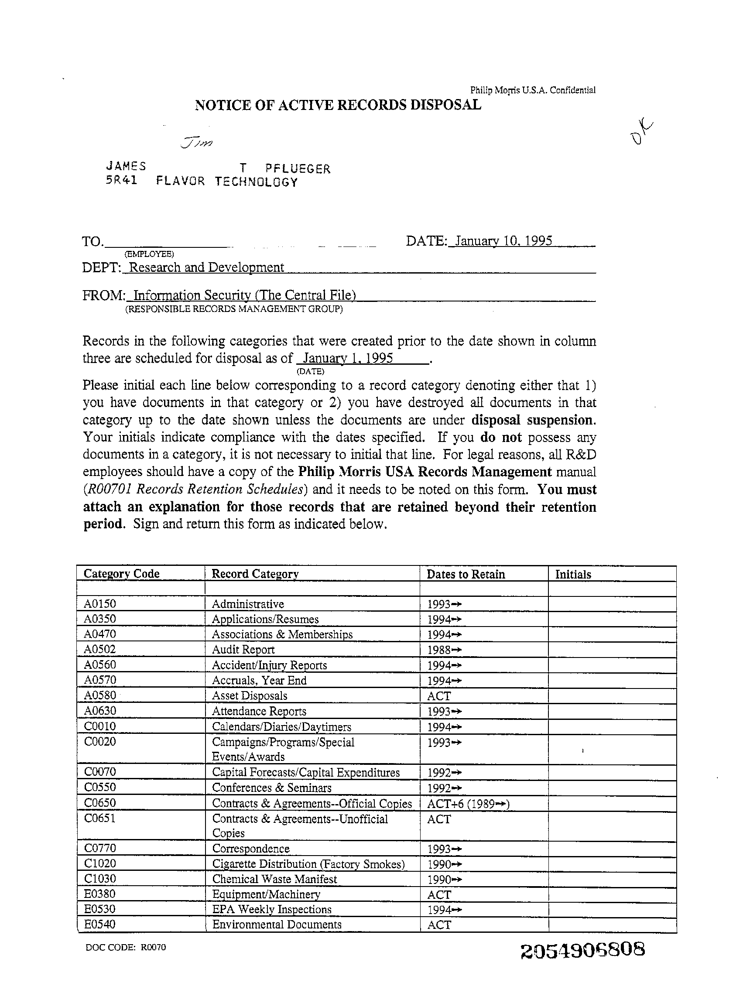 Philip Morris U.S.A. Confidential
NOTICE OF ACTIVE RECORDS DISPOSAL
OK
Jim
JAMES T PFLUEGER
5R41 FLAVOR TECHNOLOGY
TO. DATE: January 10, 1995
(EMPLOYEE)
DEPT: Research and Development
FROM: Information Security (The Central File)
(RESPONSIBLE RECORDS MANAGEMENT GROUP)
Records in the following categories that were created prior to the date shown in column
three are scheduled for disposal as of January 1, 1995.
(DATE)
Please initial each line below corresponding to a record category denoting either that 1)
you have documents in that category or 2) you have destroyed all documents in that
category up to the date shown unless the documents are under disposal suspension.
Your initials indicate compliance with the dates specified. If you do not possess any
documents in a category, it is not necessary to initial that line. For legal reasons, all R&D
employees should have a copy of the Philip Morris USA Records Management manual
(R00701 Records Retention Schedules) and it needs to be noted on this form. You must
attach an explanation for those records that are retained beyond their retention
period. Sign and return this form as indicated below.
Category Code Record Category Dates to Retain Initials
A0150 Administrative 1993→
A0350 Applications/Resumes 1994→
A0470 Associations & Memberships 1994→
A0502 Audit Report 1988→
A0560 Accident/Injury Reports 1994→
A0570 Accruals, Year End 1994→
A0580 Asset Disposals ACT
A0630 Attendance Reports 1993→
C0010 Calendars/Diaries/Daytimers 1994→
C0020 Campaigns/Programs/Special 1993→
Events/Awards
C0070 Capital Forecasts/Capital Expenditures 1992→
C0550 Conferences & Seminars 1992→
C0650 Contracts & Agreements--Official Copies ACT+6 (1989→)
C0651 Contracts & Agreements--Unofficial ACT
Copies
C0770 Correspondence 1993→
C1020 Cigarette Distribution (Factory Smokes) 1990→
C1030 Chemical Waste Manifest 1990→
E0380 Equipment/Machinery ACT
E0530 EPA Weekly Inspections 1994→
E0540 Environmental Documents ACT
DOC CODE: R0070
2054906808